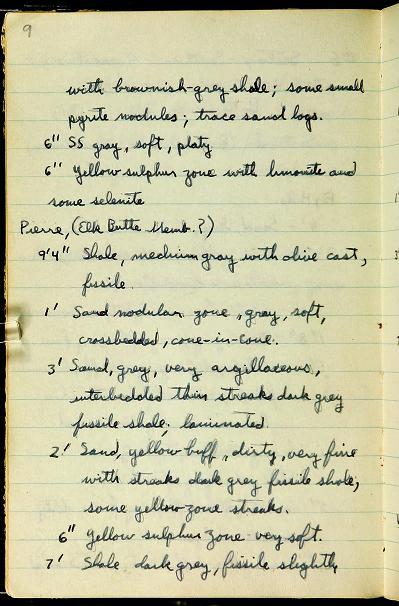 9
with brownish-grey shale; some small
pyrite nodules; trace sand logs.
6" SS gray, soft, platy
6" Yellow sulphur zone with limonite and
some selenite
Pierre, (Elk Butte Memb.?)
9'4" Shale, medium gray with olive cast,
fissile.
1' Sand nodular zone, gray, soft,
crossbedded, cone-in-cone.
3' Sand, grey, very argillaceous,
interbedded thin streaks dark grey
fissile shale; laminated.
2' Sand, yellow-buff, dirty, very fine
with streaks dark grey fissile shale,
some yellow zone streaks.
6" Yellow sulphur zone very soft.
7' Shale dark grey, fissile slightly